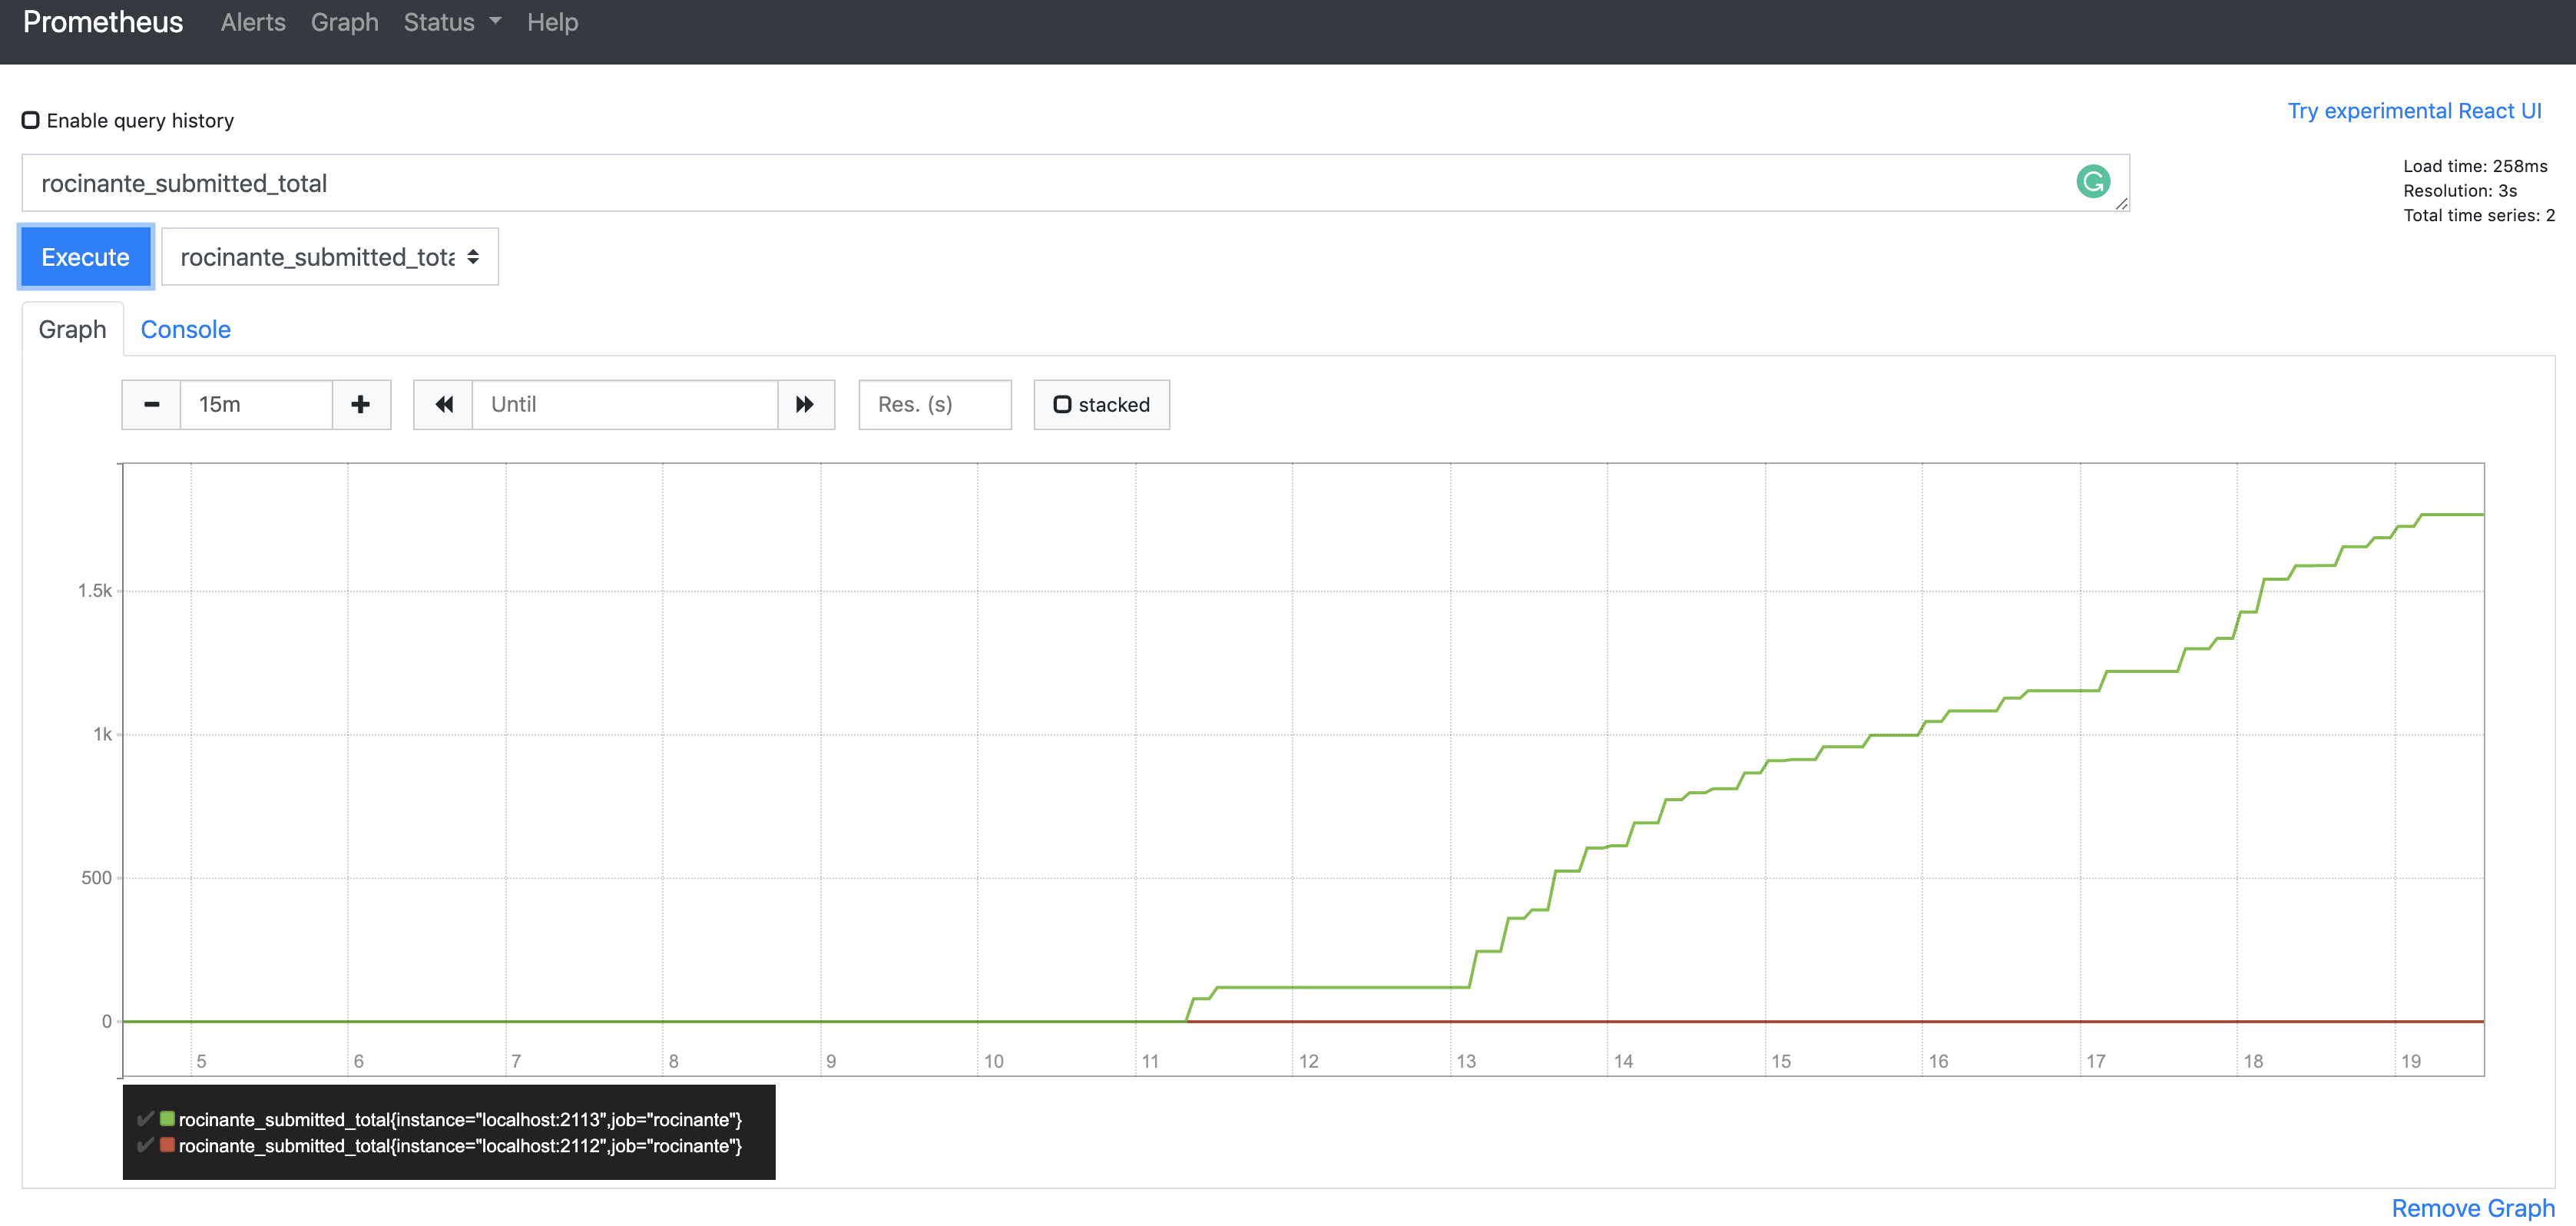 Prometheus Alerts Graph Status Help
Enable query history
Try experimental React UI
rocinante_submitted_total
Load time: 258ms
Resolution: 3s
Total time series: 2
Execute rocinante_submitted_tota
Graph Console
15m Until Res. (s) stacked
1.5k
1k
500
0
5 6 7 8 9 10 11 12 13 14 15 16 17 18 19
rocinante_submitted_total{instance="localhost:2113",job="rocinante"}
rocinante_submitted_total{instance="localhost:2112",job="rocinante"}
Remove Graph